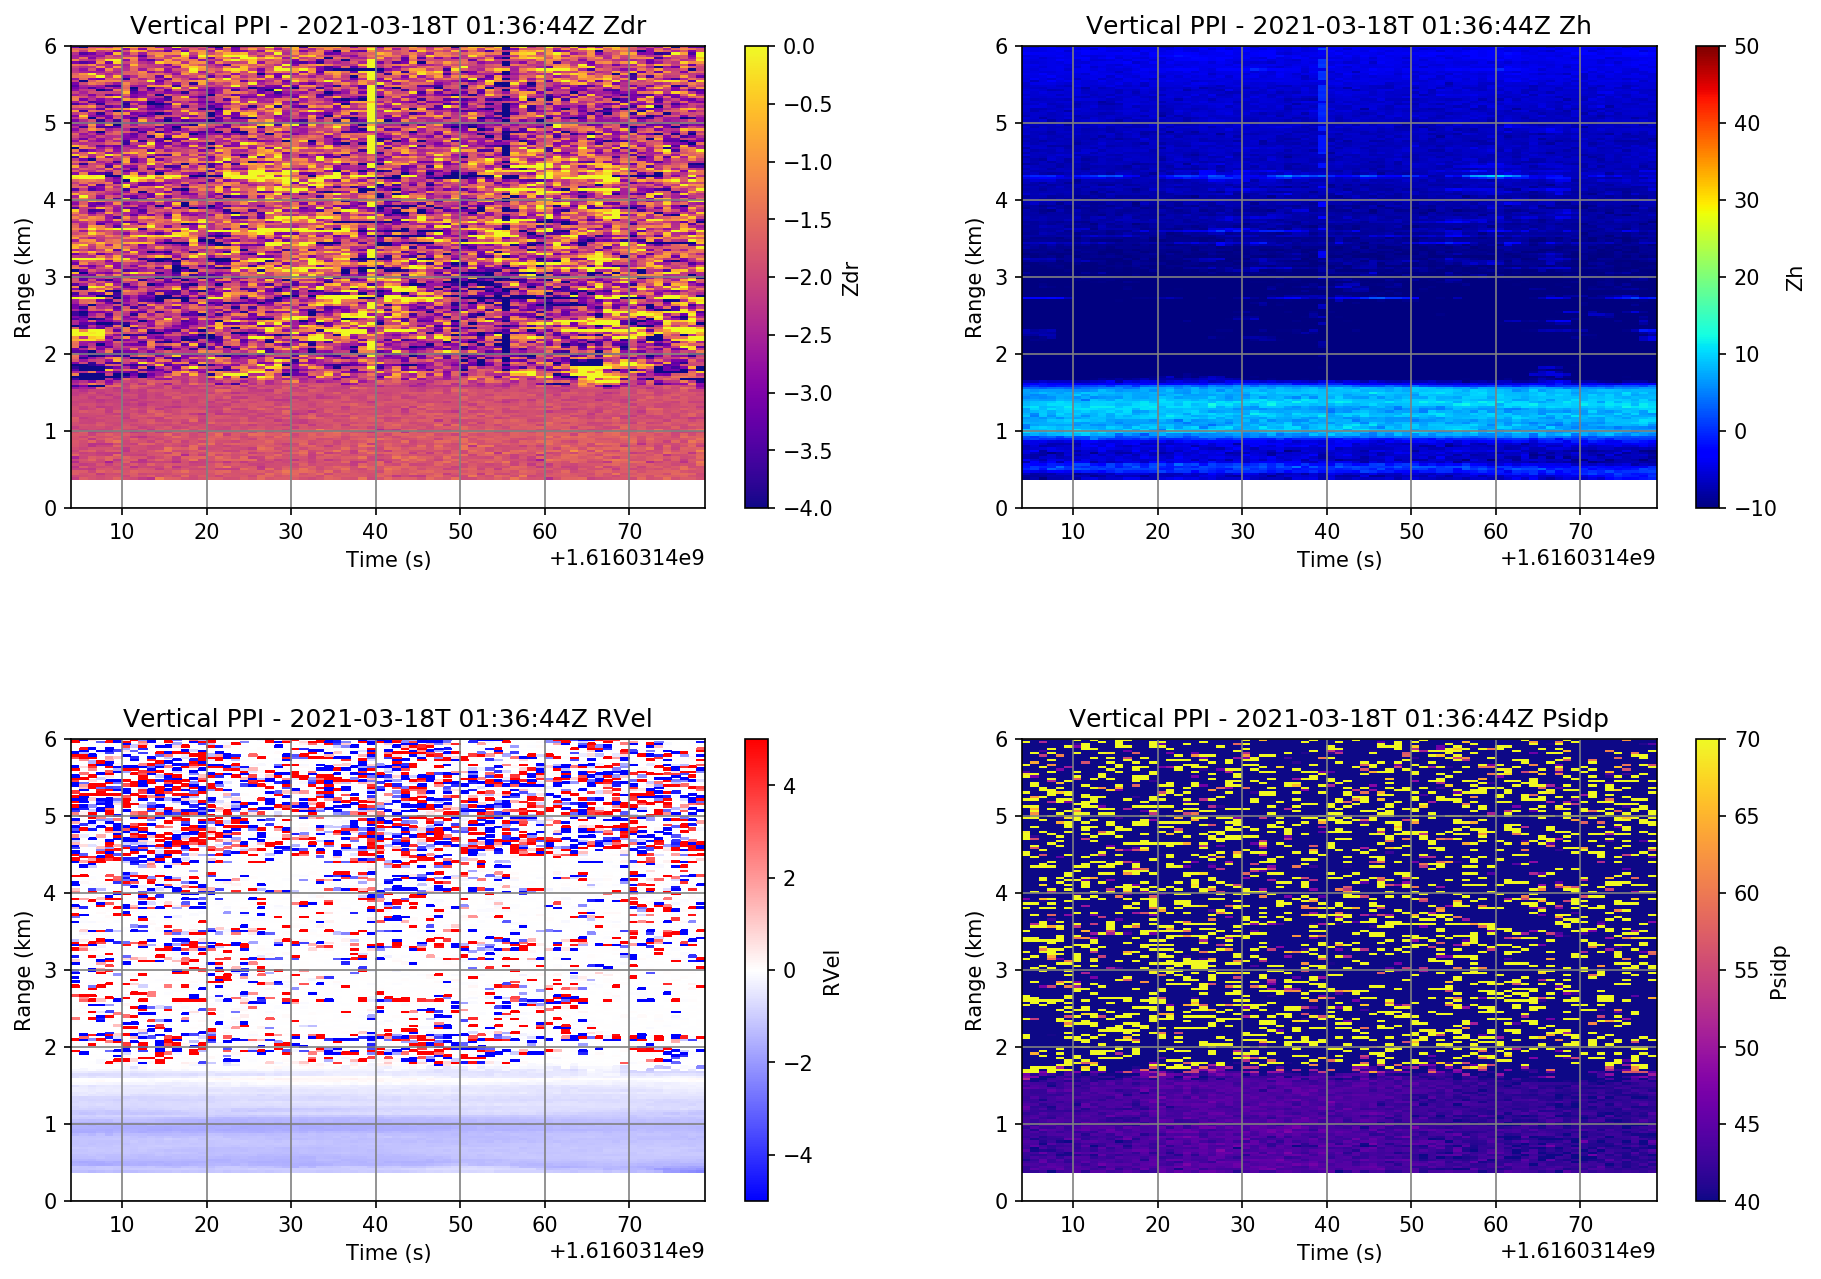 Vertical PPI - 2021-03-18T 01:36:44Z Zdr
6
5
4
3
2
1
0
Range (km)
10 20 30 40 50 60 70
Time (s)
+1.6160314e9
0.0
−0.5
−1.0
−1.5
−2.0
−2.5
−3.0
−3.5
−4.0
Zdr
Vertical PPI - 2021-03-18T 01:36:44Z Zh
6
5
4
3
2
1
0
Range (km)
10 20 30 40 50 60 70
Time (s)
+1.6160314e9
50
40
30
20
10
0
−10
Zh
Vertical PPI - 2021-03-18T 01:36:44Z RVel
6
5
4
3
2
1
0
Range (km)
10 20 30 40 50 60 70
Time (s)
+1.6160314e9
4
2
0
−2
−4
RVel
Vertical PPI - 2021-03-18T 01:36:44Z Psidp
6
5
4
3
2
1
0
Range (km)
10 20 30 40 50 60 70
Time (s)
+1.6160314e9
70
65
60
55
50
45
40
Psidp